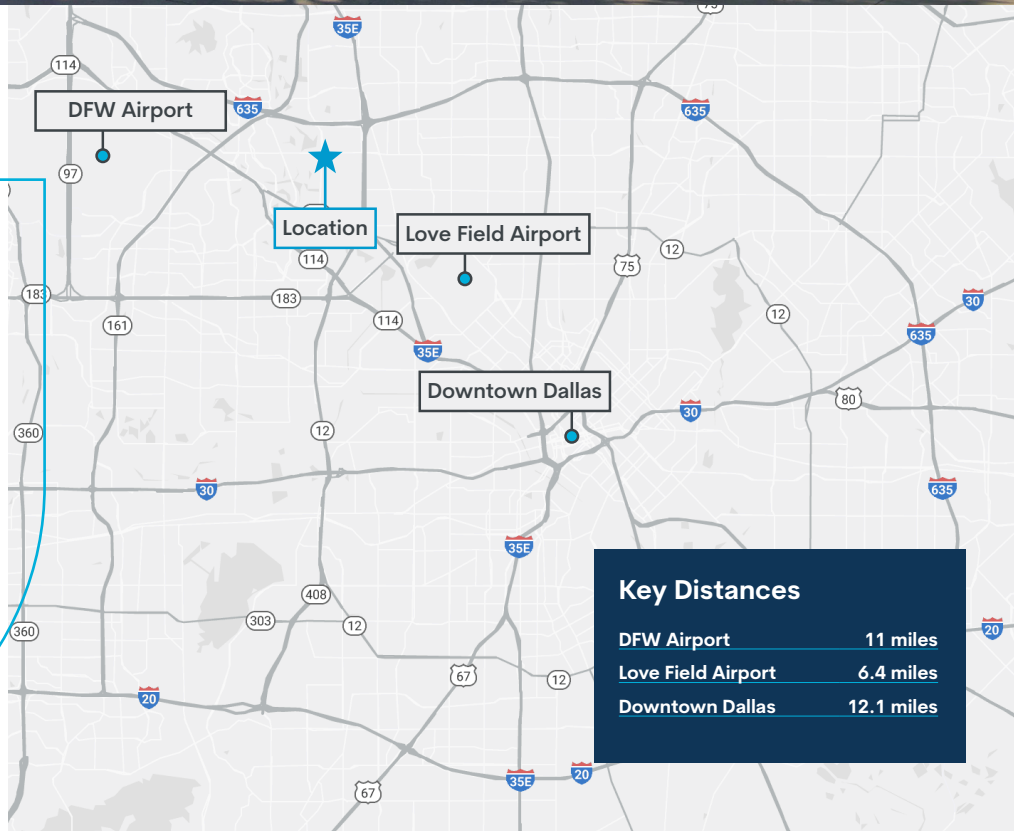 75
35E
114
635
635
DFW Airport
97
Location
Love Field Airport
12
114
75
183
183
30
12
161
114
635
35E
Downtown Dallas
80
30
360
12
30
635
35E
408
303
12
360
67
12
20
20
35E
20
67
Key Distances
DFW Airport 11 miles
Love Field Airport 6.4 miles
Downtown Dallas 12.1 miles